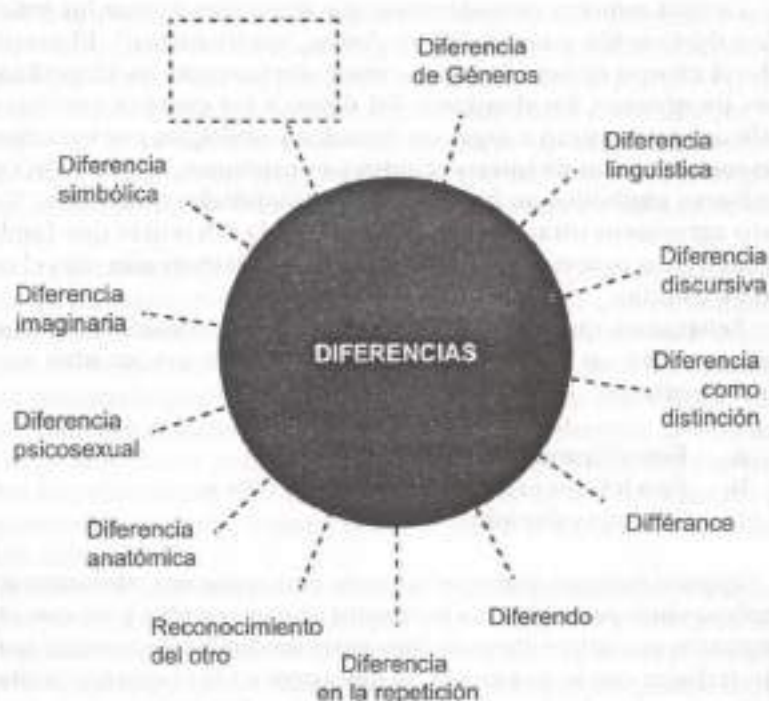 Diferencia
de Géneros
Diferencia
linguística
Diferencia
discursiva
Diferencia
como
distinción
Différance
Diferendo
Diferencia
en la repetición
Reconocimiento
del otro
Diferencia
anatómica
Diferencia
psicosexual
Diferencia
imaginaria
Diferencia
simbólica
DIFERENCIAS